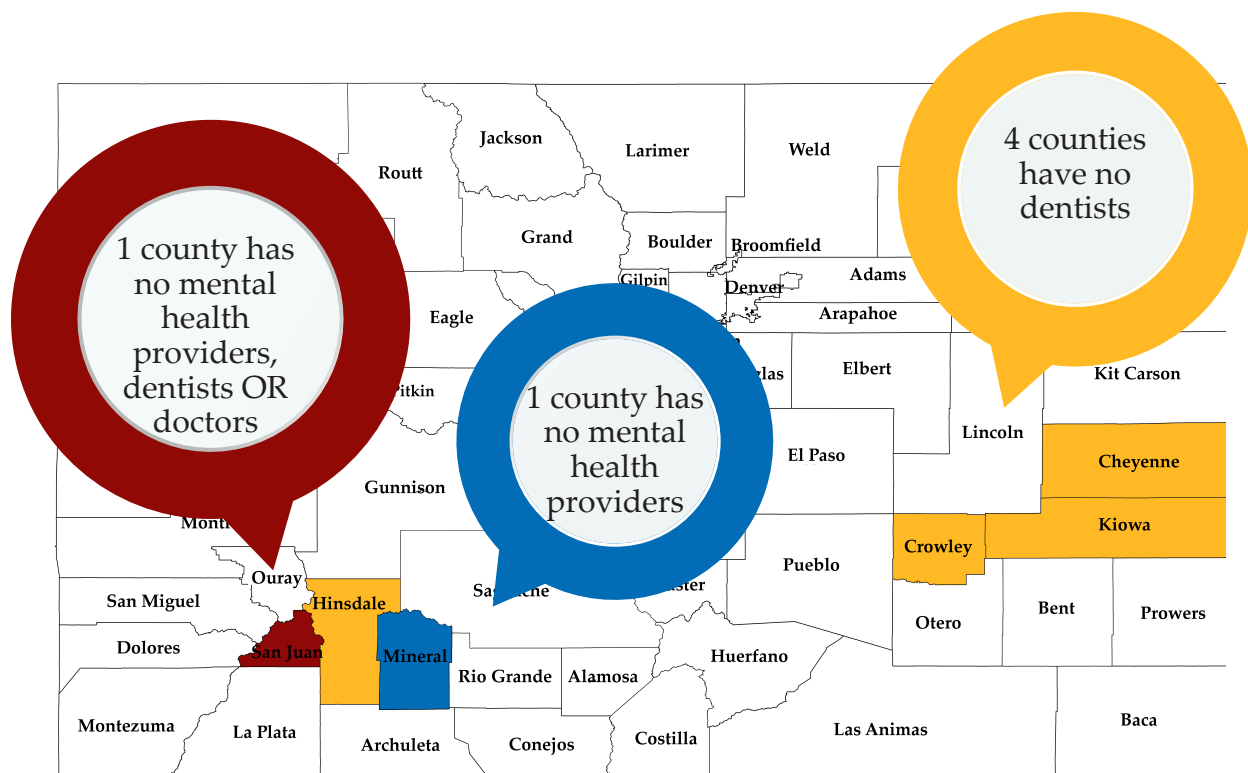 Jackson
Larimer
Weld
Routt
4 counties
have no
dentists
Grand
Boulder
Broomfield
1 county has
no mental
health
providers,
dentists OR
doctors
Gilpin
Denver
Adams
Eagle
Arapahoe
Elbert
Kit Carson
Pitkin
1 county has
no mental
health
providers
Lincoln
El Paso
Cheyenne
Gunnison
Kiowa
Crowley
Pueblo
Ouray
San Miguel
Hinsdale
Bent
Prowers
Otero
Dolores
San Juan
Mineral
Huerfano
Rio Grande
Alamosa
Montezuma
La Plata
Archuleta
Conejos
Costilla
Las Animas
Baca